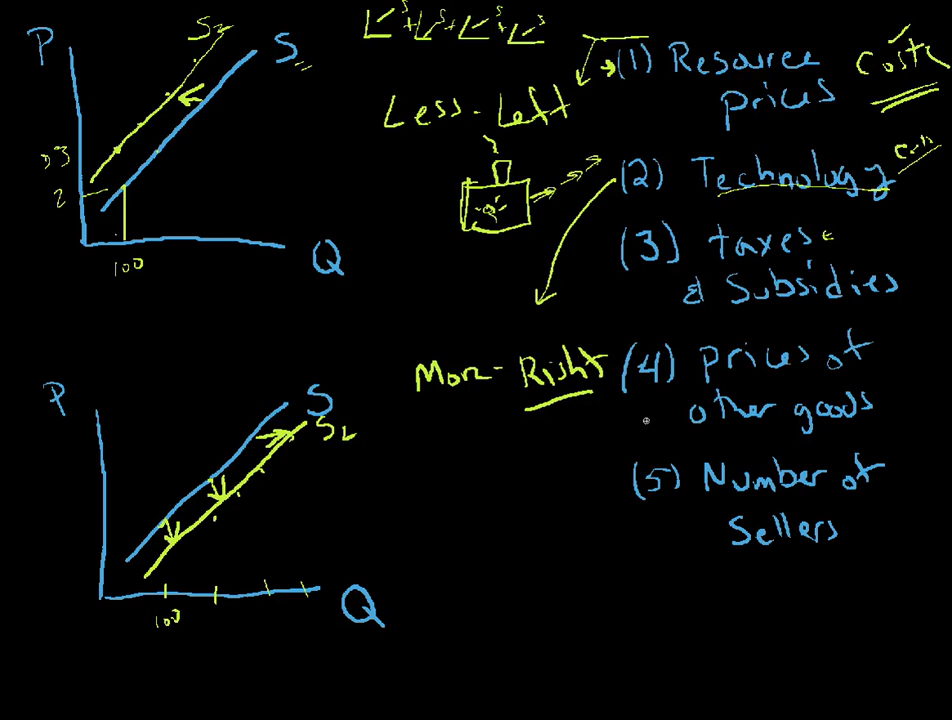 P
S2
S
3
2
100
Q
S + S + S + S
Less - Left
(1) Resource
prices
Costs
(2) Technology
Costs
(3) taxes
& Subsidies
More - Right
(4) prices of
other goods
(5) Number of
Sellers
P
S
S2
100
Q